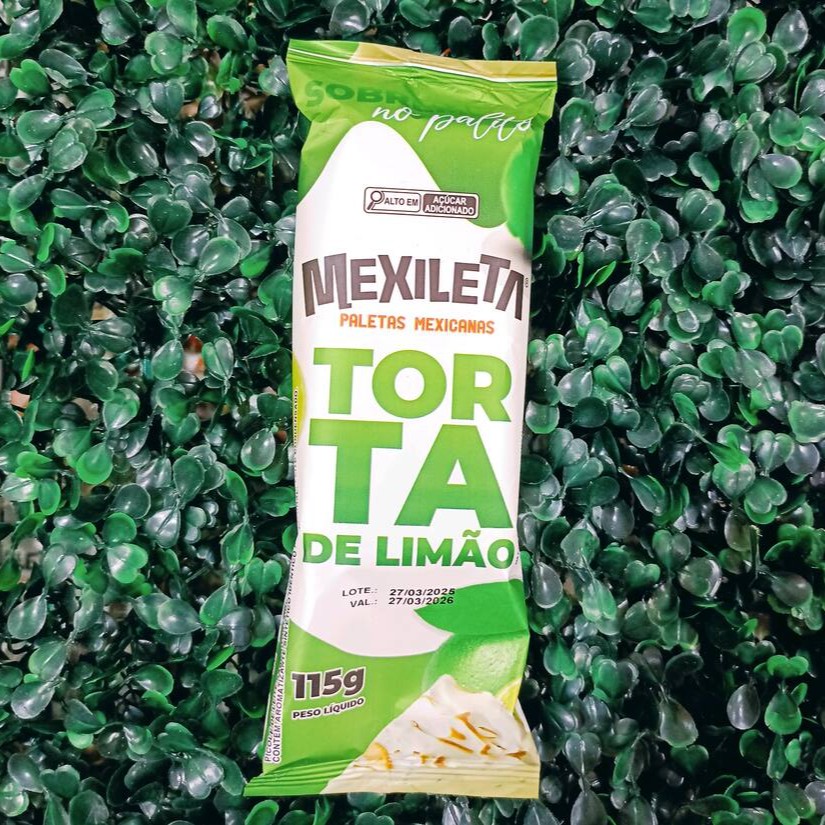 no palito
ALTO EM
AÇÚCAR
ADICIONADO
MEXILETA
PALETAS MEXICANAS
TOR
TA
DE LIMÃO
LOTE.: 27/03/2025
VAL.: 27/03/2026
115g
PESO LÍQUIDO